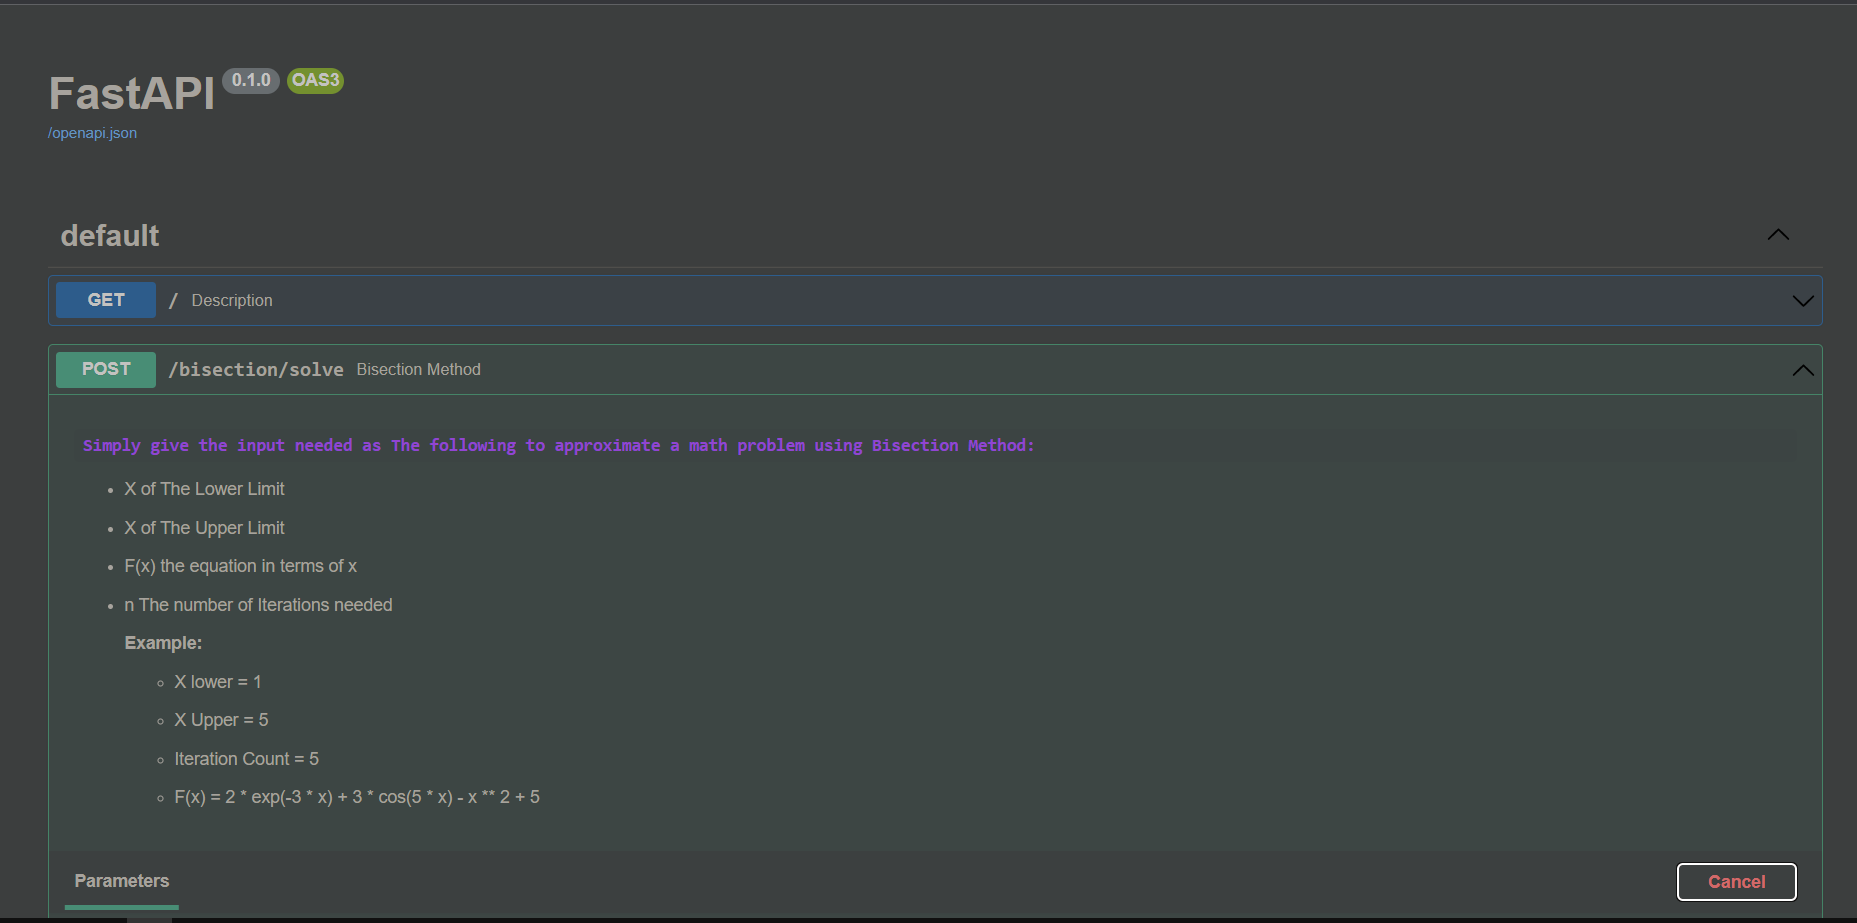 FastAPI 0.1.0 OAS3
/openapi.json
default
GET / Description
POST /bisection/solve Bisection Method
Simply give the input needed as The following to approximate a math problem using Bisection Method:
X of The Lower Limit
X of The Upper Limit
F(x) the equation in terms of x
n The number of Iterations needed
Example:
X lower = 1
X Upper = 5
Iteration Count = 5
F(x) = 2 * exp(-3 * x) + 3 * cos(5 * x) - x ** 2 + 5
Parameters
Cancel